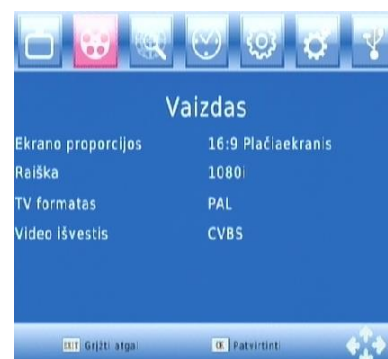 Vaizdas
Ekrano proporcijos 16:9 Plačiaekranis
Raiška 1080i
TV formatas PAL
Video išvestis CVBS
EXIT Grįžti atgal OK Patvirtinti